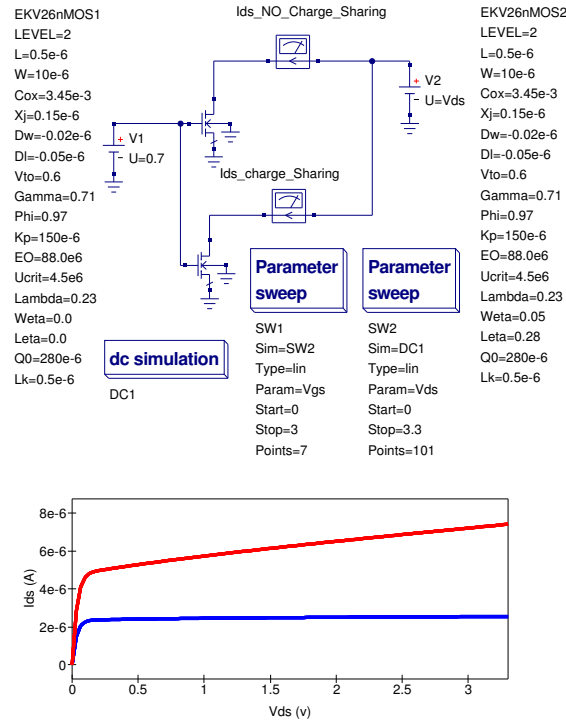 EKV26nMOS1
LEVEL=2
L=0.5e-6
W=10e-6
Cox=3.45e-3
Xj=0.15e-6
Dw=-0.02e-6
Dl=-0.05e-6
Vto=0.6
Gamma=0.71
Phi=0.97
Kp=150e-6
EO=88.0e6
Ucrit=4.5e6
Lambda=0.23
Weta=0.0
Leta=0.0
Q0=280e-6
Lk=0.5e-6
Ids_NO_Charge_Sharing
V1
U=0.7
V2
U=Vds
Ids_charge_Sharing
EKV26nMOS2
LEVEL=2
L=0.5e-6
W=10e-6
Cox=3.45e-3
Xj=0.15e-6
Dw=-0.02e-6
Dl=-0.05e-6
Vto=0.6
Gamma=0.71
Phi=0.97
Kp=150e-6
EO=88.0e6
Ucrit=4.5e6
Lambda=0.23
Weta=0.05
Leta=0.28
Q0=280e-6
Lk=0.5e-6
dc simulation
DC1
Parameter
sweep
SW1
Sim=SW2
Type=lin
Param=Vgs
Start=0
Stop=3
Points=7
Parameter
sweep
SW2
Sim=DC1
Type=lin
Param=Vds
Start=0
Stop=3.3
Points=101
Ids (A)
8e-6
6e-6
4e-6
2e-6
0
0 0.5 1 1.5 2 2.5 3
Vds (v)